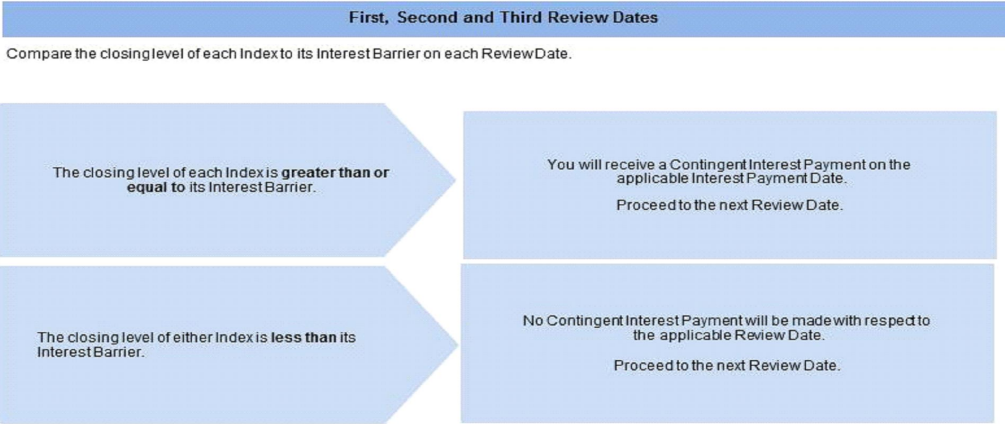 First, Second and Third Review Dates
Compare the closing level of each Index to its Interest Barrier on each Review Date.
The closing level of each Index is greater than or
equal to its Interest Barrier.
You will receive a Contingent Interest Payment on the
applicable Interest Payment Date.
Proceed to the next Review Date.
The closing level of either Index is less than its
Interest Barrier.
No Contingent Interest Payment will be made with respect to
the applicable Review Date.
Proceed to the next Review Date.